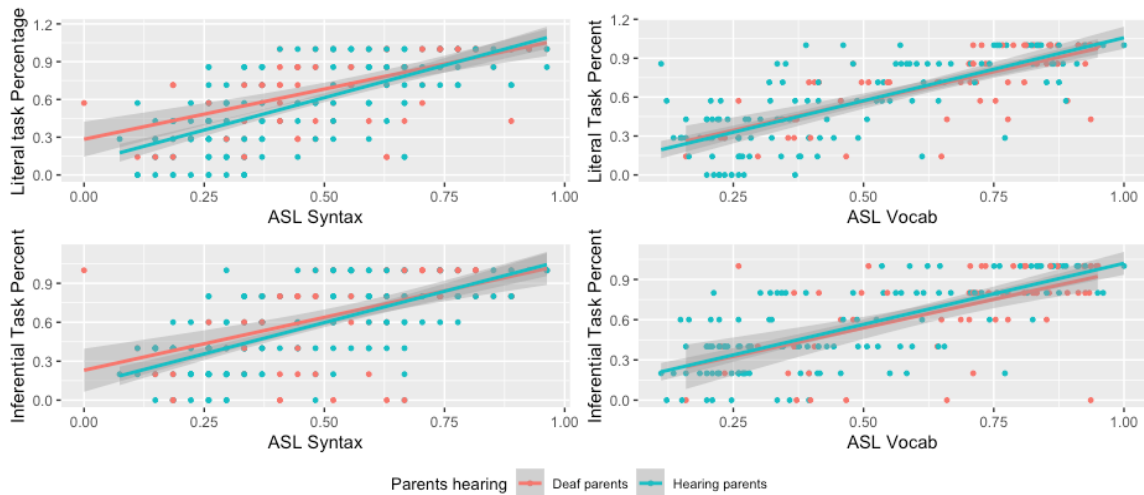 Literal task Percentage
1.2
0.9
0.6
0.3
0.0
0.00 0.25 0.50 0.75 1.00
ASL Syntax
Literal Task Percent
1.2
0.9
0.6
0.3
0.0
0.25 0.50 0.75 1.00
ASL Vocab
Inferential Task Percent
0.9
0.6
0.3
0.0
0.00 0.25 0.50 0.75 1.00
ASL Syntax
Inferential Task Percent
0.9
0.6
0.3
0.0
0.25 0.50 0.75 1.00
ASL Vocab
Parents hearing Deaf parents Hearing parents